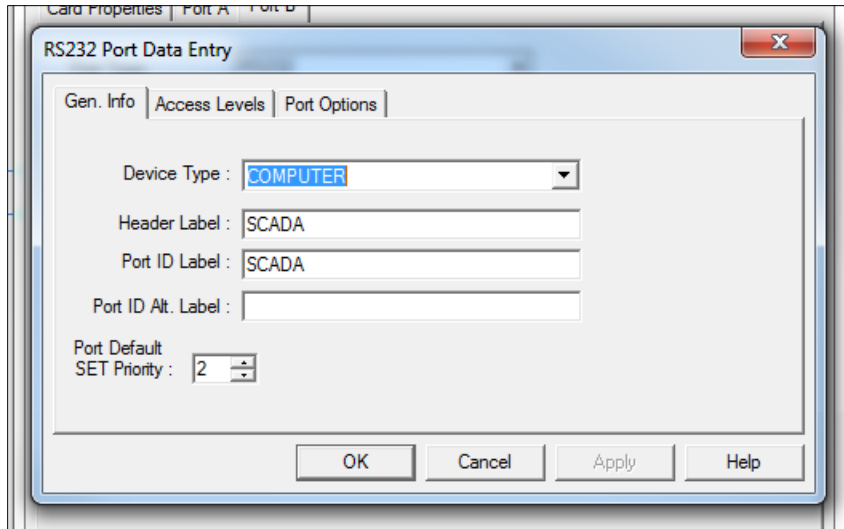 Card Properties Port A Port B
RS232 Port Data Entry
Gen. Info Access Levels Port Options
Device Type : COMPUTER
Header Label : SCADA
Port ID Label : SCADA
Port ID Alt. Label :
Port Default
SET Priority : 2
OK Cancel Apply Help